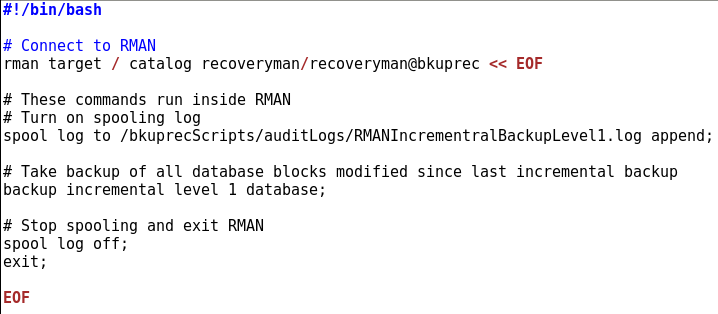 #!/bin/bash
# Connect to RMAN
rman target / catalog recoveryman/recoveryman@bkuprec << EOF
# These commands run inside RMAN
# Turn on spooling log
spool log to /bkuprecScripts/auditLogs/RMANIncrementralBackupLevel1.log append;
# Take backup of all database blocks modified since last incremental backup
backup incremental level 1 database;
# Stop spooling and exit RMAN
spool log off;
exit;
EOF